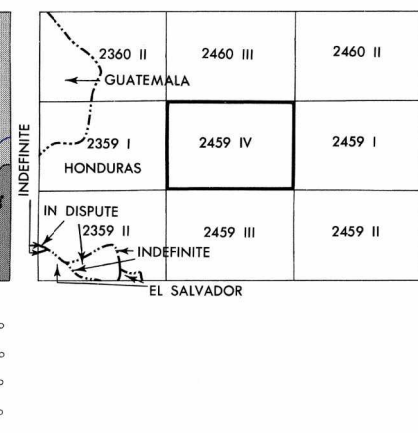 2360 II 2460 III 2460 II
GUATEMALA
2359 I 2459 IV 2459 I
HONDURAS
INDEFINITE
IN DISPUTE
2359 II 2459 III 2459 II
INDEFINITE
EL SALVADOR